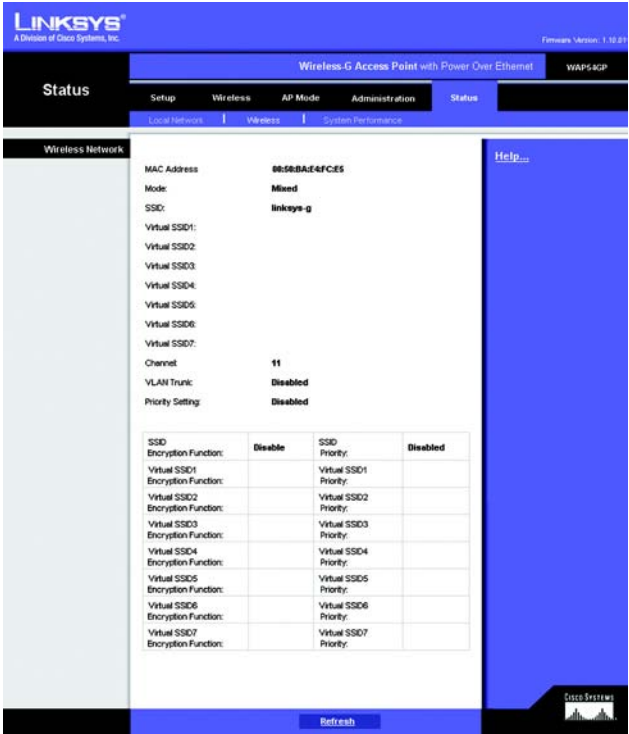 LINKSYS®
A Division of Cisco Systems, Inc.
Firmware Version: 1.10.01
Wireless-G Access Point with Power Over Ethernet
WAP54GP
Status
Setup Wireless AP Mode Administration Status
Local Network | Wireless | System Performance
Wireless Network
Help...
MAC Address 00:50:BA:E4:FC:E5
Mode: Mixed
SSID: linksys-g
Virtual SSID1:
Virtual SSID2:
Virtual SSID3:
Virtual SSID4:
Virtual SSID5:
Virtual SSID6:
Virtual SSID7:
Channel: 11
VLAN Trunk: Disabled
Priority Setting: Disabled
SSID Encryption Function: Disable SSID Priority: Disabled
Virtual SSID1 Encryption Function: Virtual SSID1 Priority:
Virtual SSID2 Encryption Function: Virtual SSID2 Priority:
Virtual SSID3 Encryption Function: Virtual SSID3 Priority:
Virtual SSID4 Encryption Function: Virtual SSID4 Priority:
Virtual SSID5 Encryption Function: Virtual SSID5 Priority:
Virtual SSID6 Encryption Function: Virtual SSID6 Priority:
Virtual SSID7 Encryption Function: Virtual SSID7 Priority:
Refresh
CISCO SYSTEMS